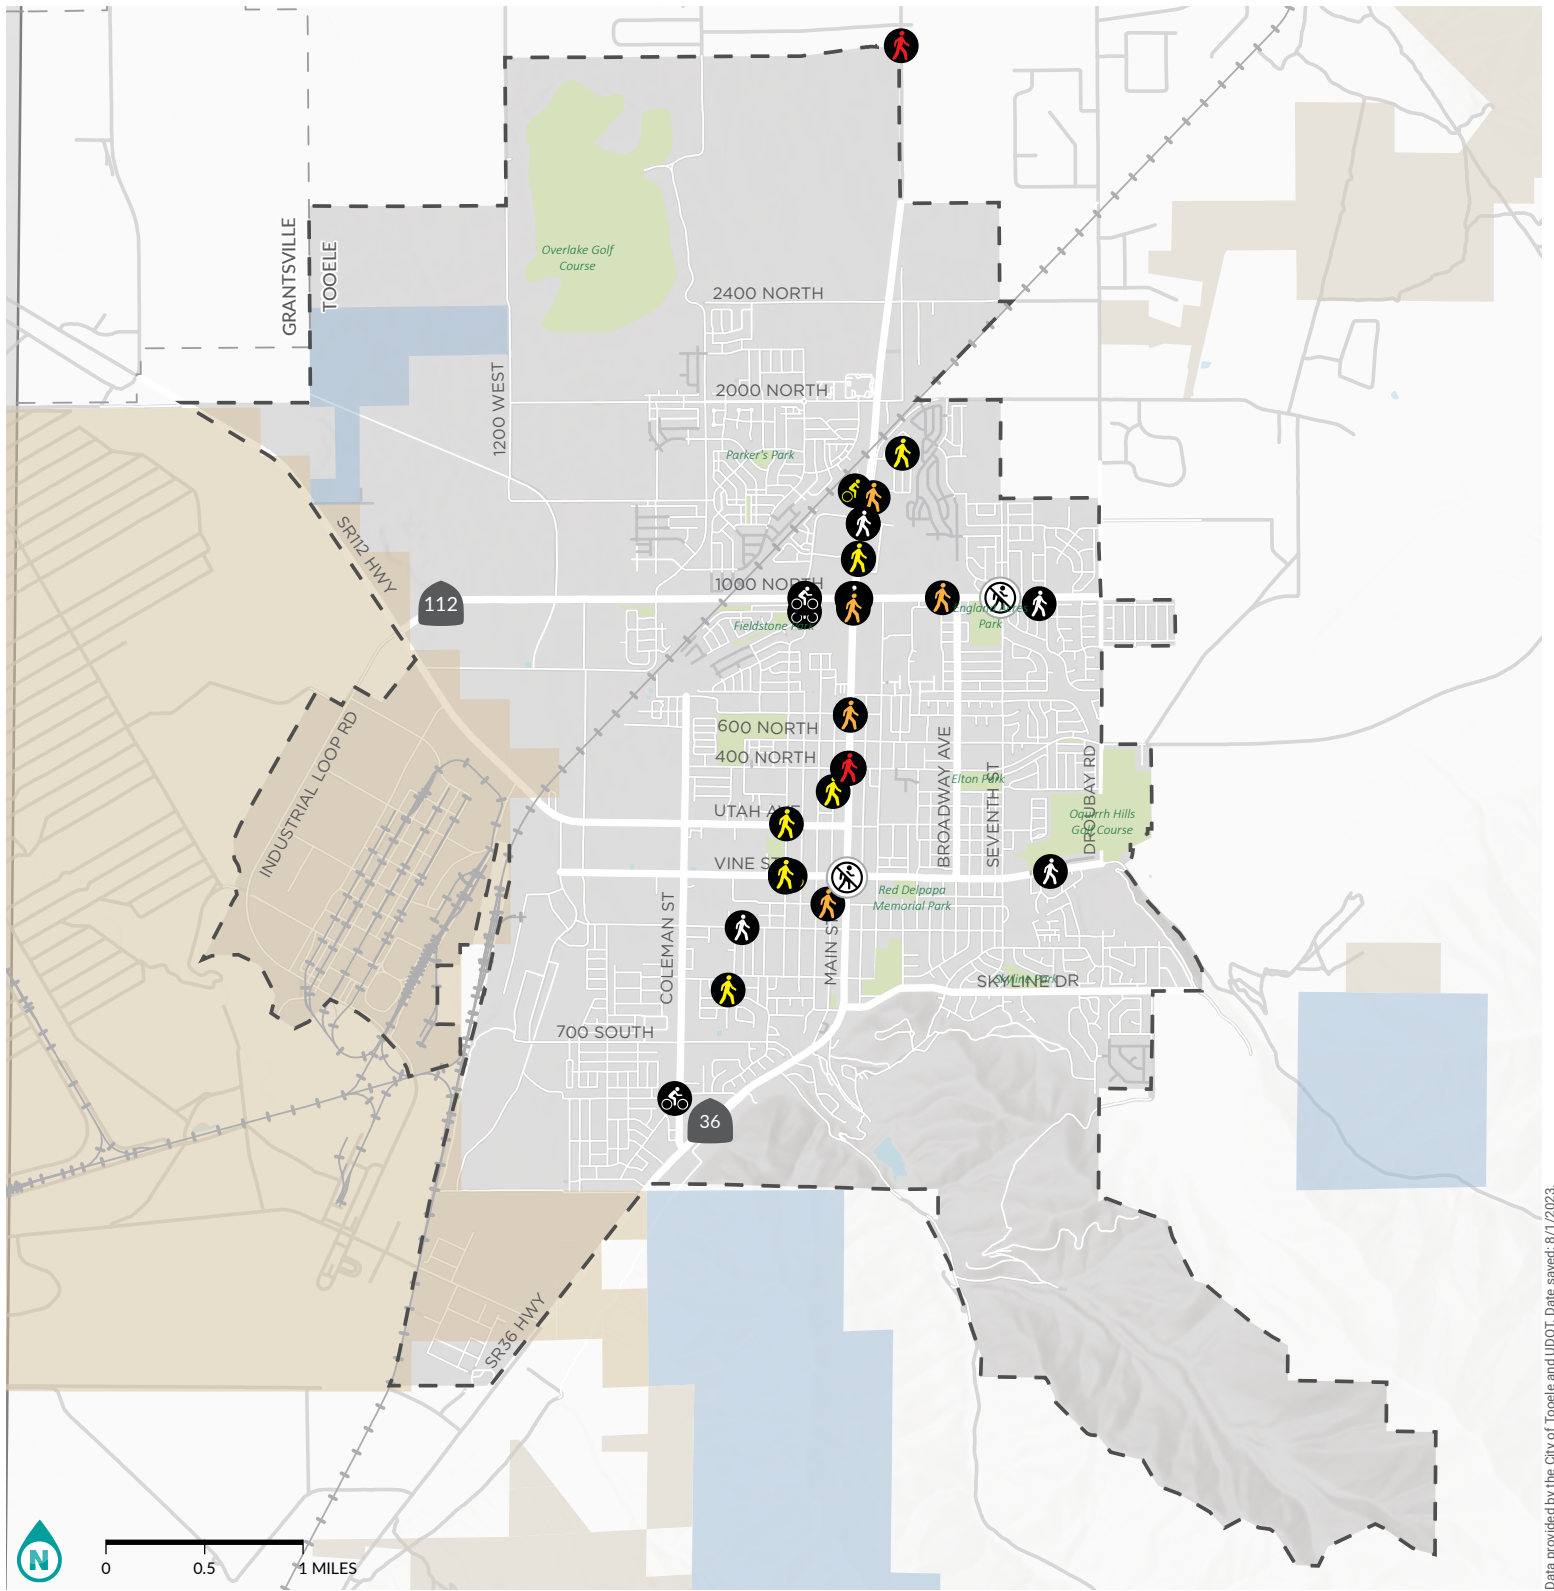 Overlake Golf
Course
GRANTSVILLE
TOOELE
2400 NORTH
1200 WEST
2000 NORTH
Parker's Park
SR112 HWY
112
1000 NORTH
Fieldstone Park
England Acres
Park
INDUSTRIAL LOOP RD
600 NORTH
400 NORTH
UTAH AVE
VINE ST
BROADWAY AVE
SEVENTH ST
Elton Park
DROUBAY RD
Oquirrh Hills
Golf Course
Red Delpapa
Memorial Park
COLEMAN ST
MAIN ST
SKYLINE DR
Skyline Park
700 SOUTH
36
SR36 HWY
N
0 0.5 1 MILES
Data provided by the City of Tooele and UDOT. Date saved: 8/1/2023.